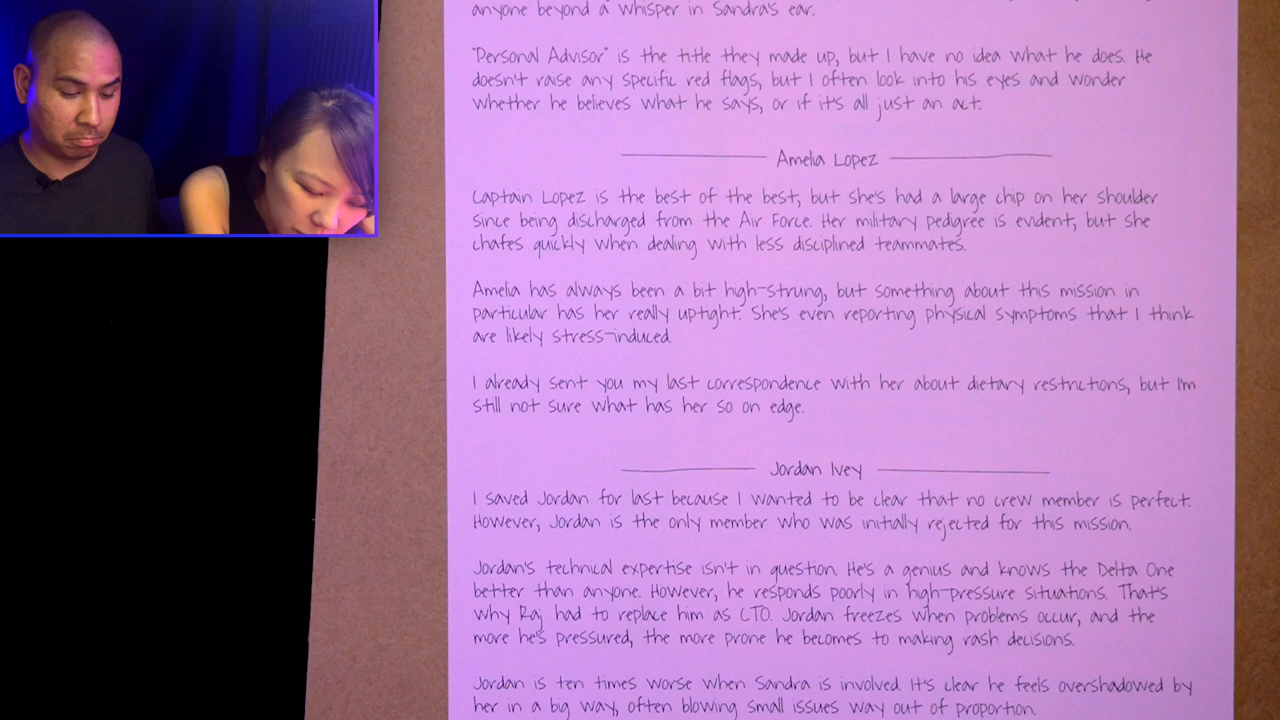 anyone beyond a whisper in Sandra's ear.
"Personal Advisor" is the title they made up, but I have no idea what he does. He
doesn't raise any specific red flags, but I often look into his eyes and wonder
whether he believes what he says, or if it's all just an act.
Amelia Lopez
Captain Lopez is the best of the best, but she's had a large chip on her shoulder
since being discharged from the Air Force. Her military pedigree is evident, but she
chafes quickly when dealing with less disciplined teammates.
Amelia has always been a bit high-strung, but something about this mission in
particular has her really uptight. She's even reporting physical symptoms that I think
are likely stress-induced.
I already sent you my last correspondence with her about dietary restrictions, but I'm
still not sure what has her so on edge.
Jordan Ivey
I saved Jordan for last because I wanted to be clear that no crew member is perfect.
However, Jordan is the only member who was initially rejected for this mission.
Jordan's technical expertise isn't in question. He's a genius and knows the Delta One
better than anyone. However, he responds poorly in high-pressure situations. That's
why Raj had to replace him as CTO. Jordan freezes when problems occur, and the
more he's pressured, the more prone he becomes to making rash decisions.
Jordan is ten times worse when Sandra is involved. It's clear he feels overshadowed by
her in a big way, often blowing small issues way out of proportion.